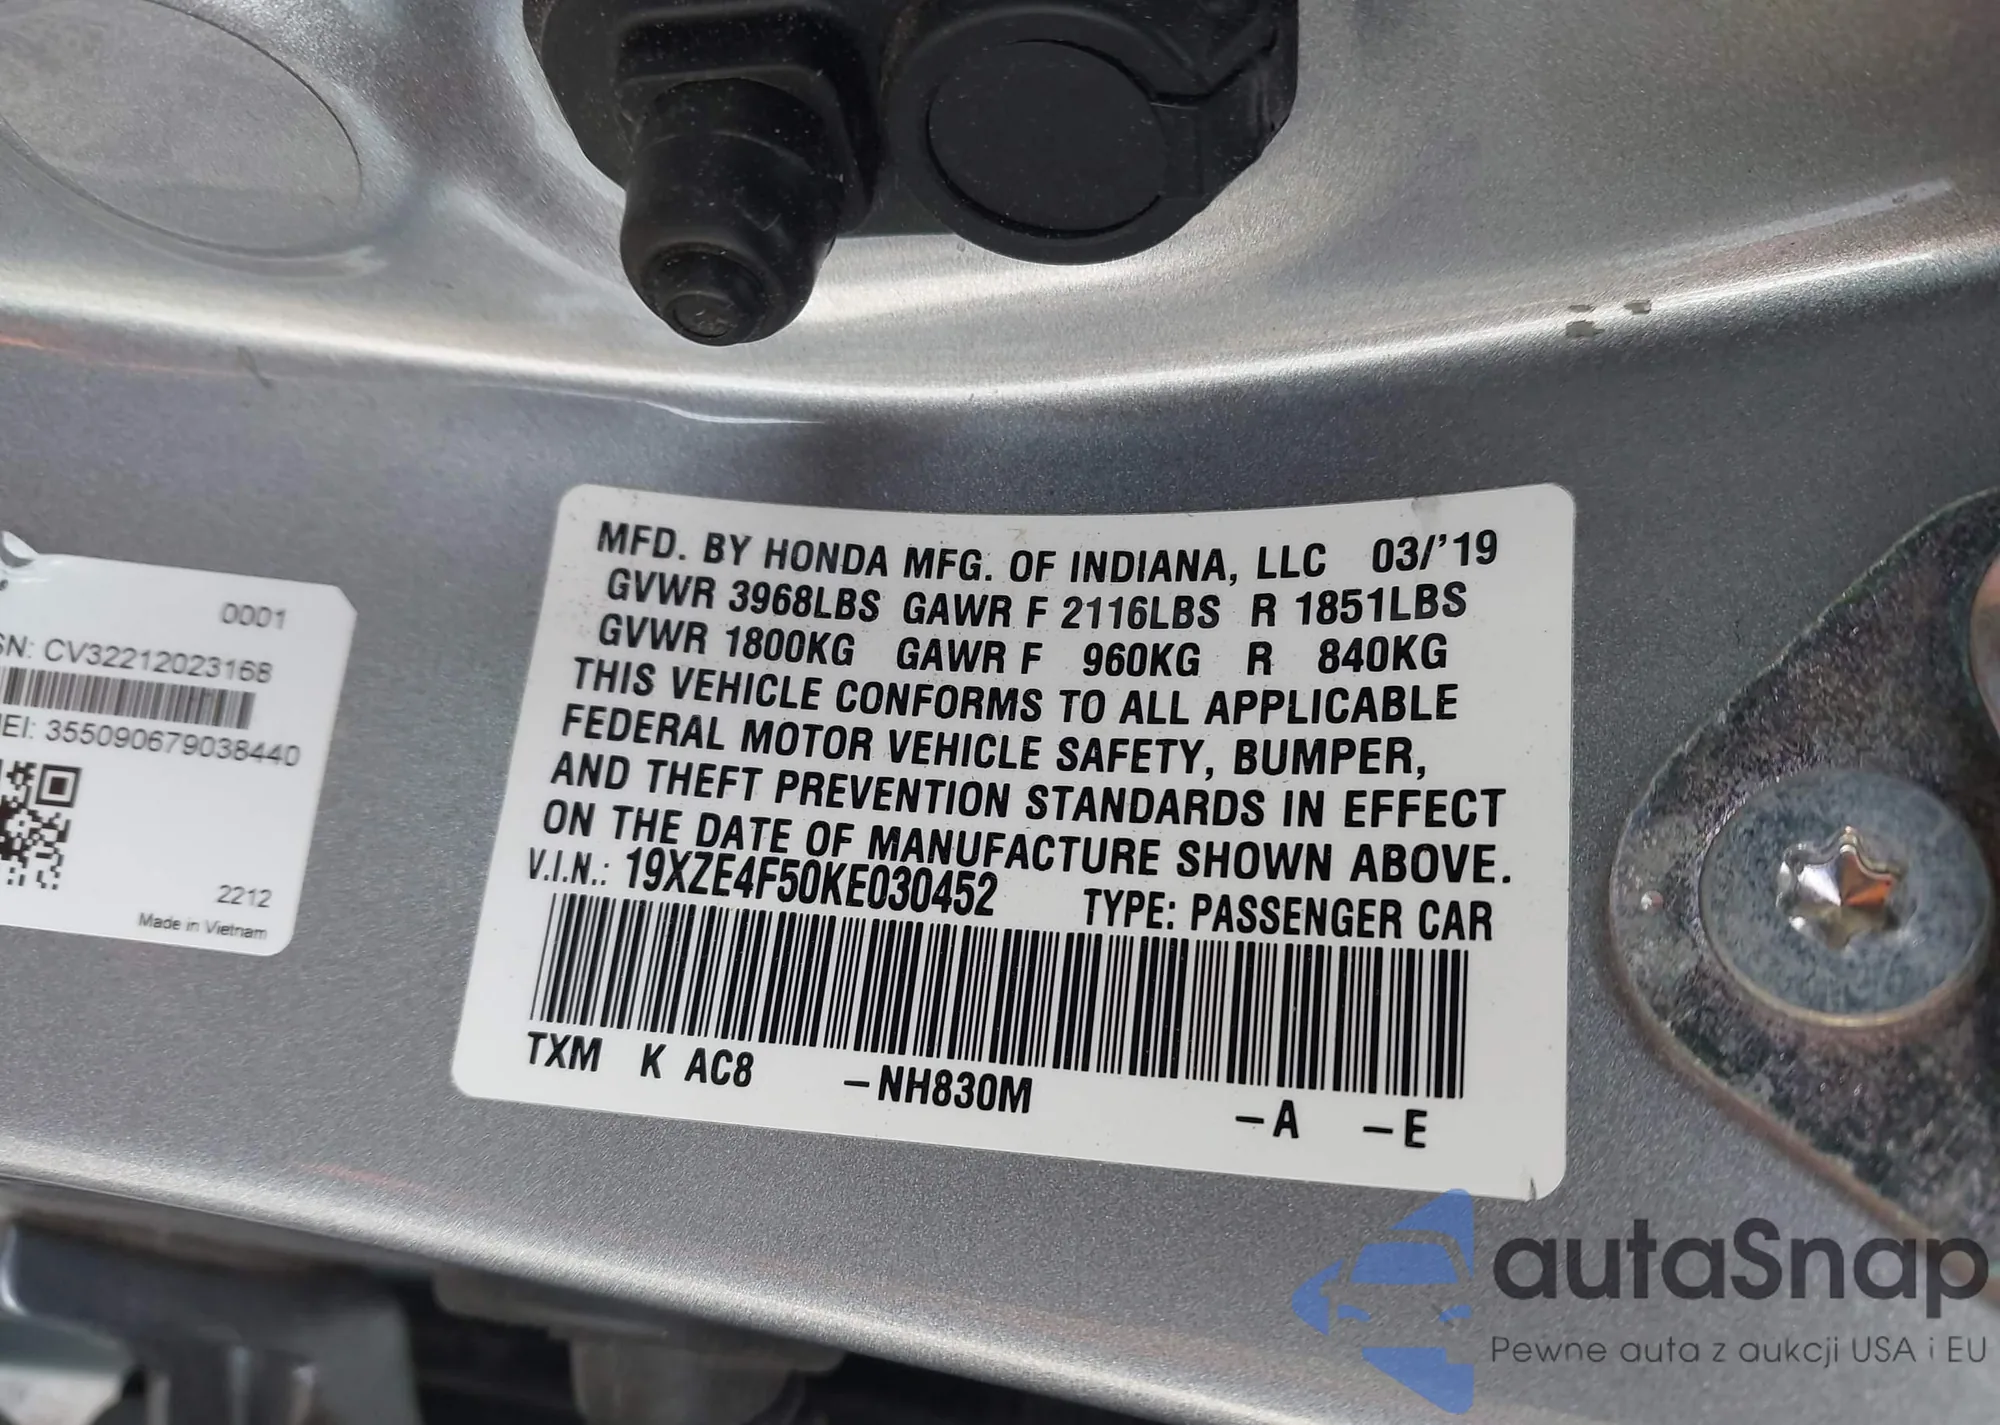 0001
SN: CV32212023168
EI: 355090679038440
2212
Made in Vietnam
MFD. BY HONDA MFG. OF INDIANA, LLC 03/'19
GVWR 3968LBS GAWR F 2116LBS R 1851LBS
GVWR 1800KG GAWR F 960KG R 840KG
THIS VEHICLE CONFORMS TO ALL APPLICABLE
FEDERAL MOTOR VEHICLE SAFETY, BUMPER,
AND THEFT PREVENTION STANDARDS IN EFFECT
ON THE DATE OF MANUFACTURE SHOWN ABOVE.
V.I.N.: 19XZE4F50KE030452 TYPE: PASSENGER CAR
TXM K AC8 –NH830M –A –E
autaSnap
Pewne auta z aukcji USA i EU